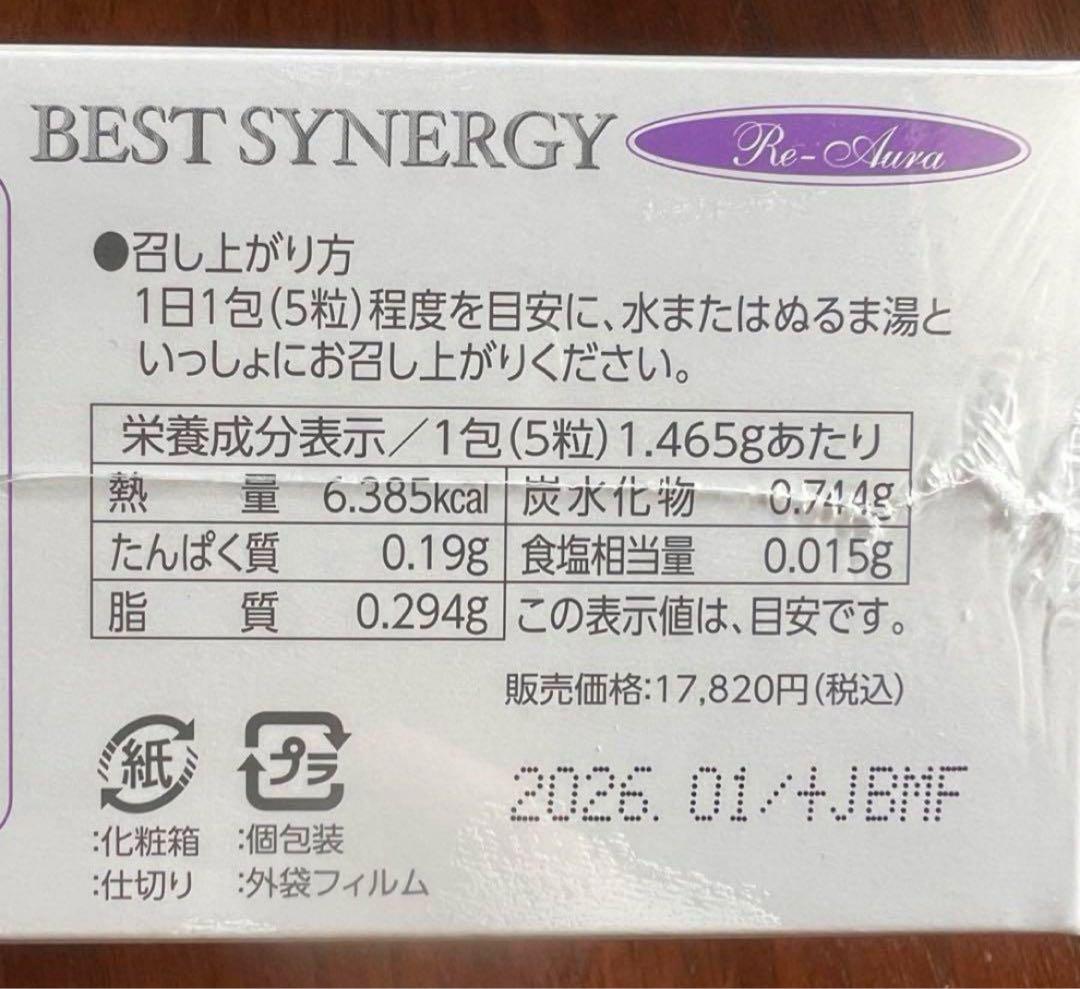 BEST SYNERGY Re-Aura
●召し上がり方
1日1包(5粒)程度を目安に、水またはぬるま湯と
いっしょにお召し上がりください。
栄養成分表示/1包(5粒)1.465gあたり
熱量 6.385kcal 炭水化物 0.744g
たんぱく質 0.19g 食塩相当量 0.015g
脂質 0.294g この表示値は、目安です。
販売価格:17,820円(税込)
紙 プラ
2026. 01/+JBMF
:化粧箱 :個包装
:仕切り :外袋フィルム